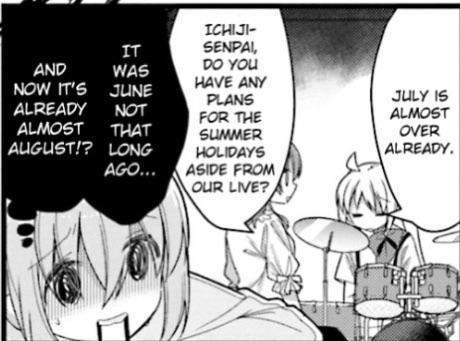 JULY IS
ALMOST
OVER
ALREADY.
ICHIJI-
SENPAI,
DO YOU
HAVE ANY
PLANS
FOR THE
SUMMER
HOLIDAYS
ASIDE FROM
OUR LIVE?
IT
WAS
JUNE
NOT
THAT
LONG
AGO...
AND
NOW IT'S
ALREADY
ALMOST
AUGUST!?